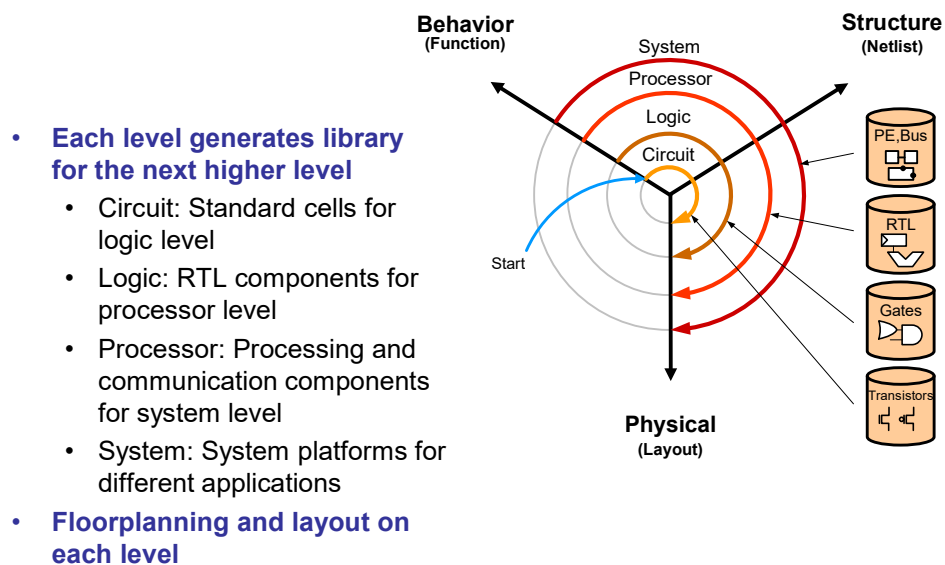 Behavior
(Function)
Structure
(Netlist)
System
Processor
Logic
Circuit
Start
PE,Bus
RTL
Gates
Transistors
Physical
(Layout)
• Each level generates library
for the next higher level
• Circuit: Standard cells for
logic level
• Logic: RTL components for
processor level
• Processor: Processing and
communication components
for system level
• System: System platforms for
different applications
• Floorplanning and layout on
each level